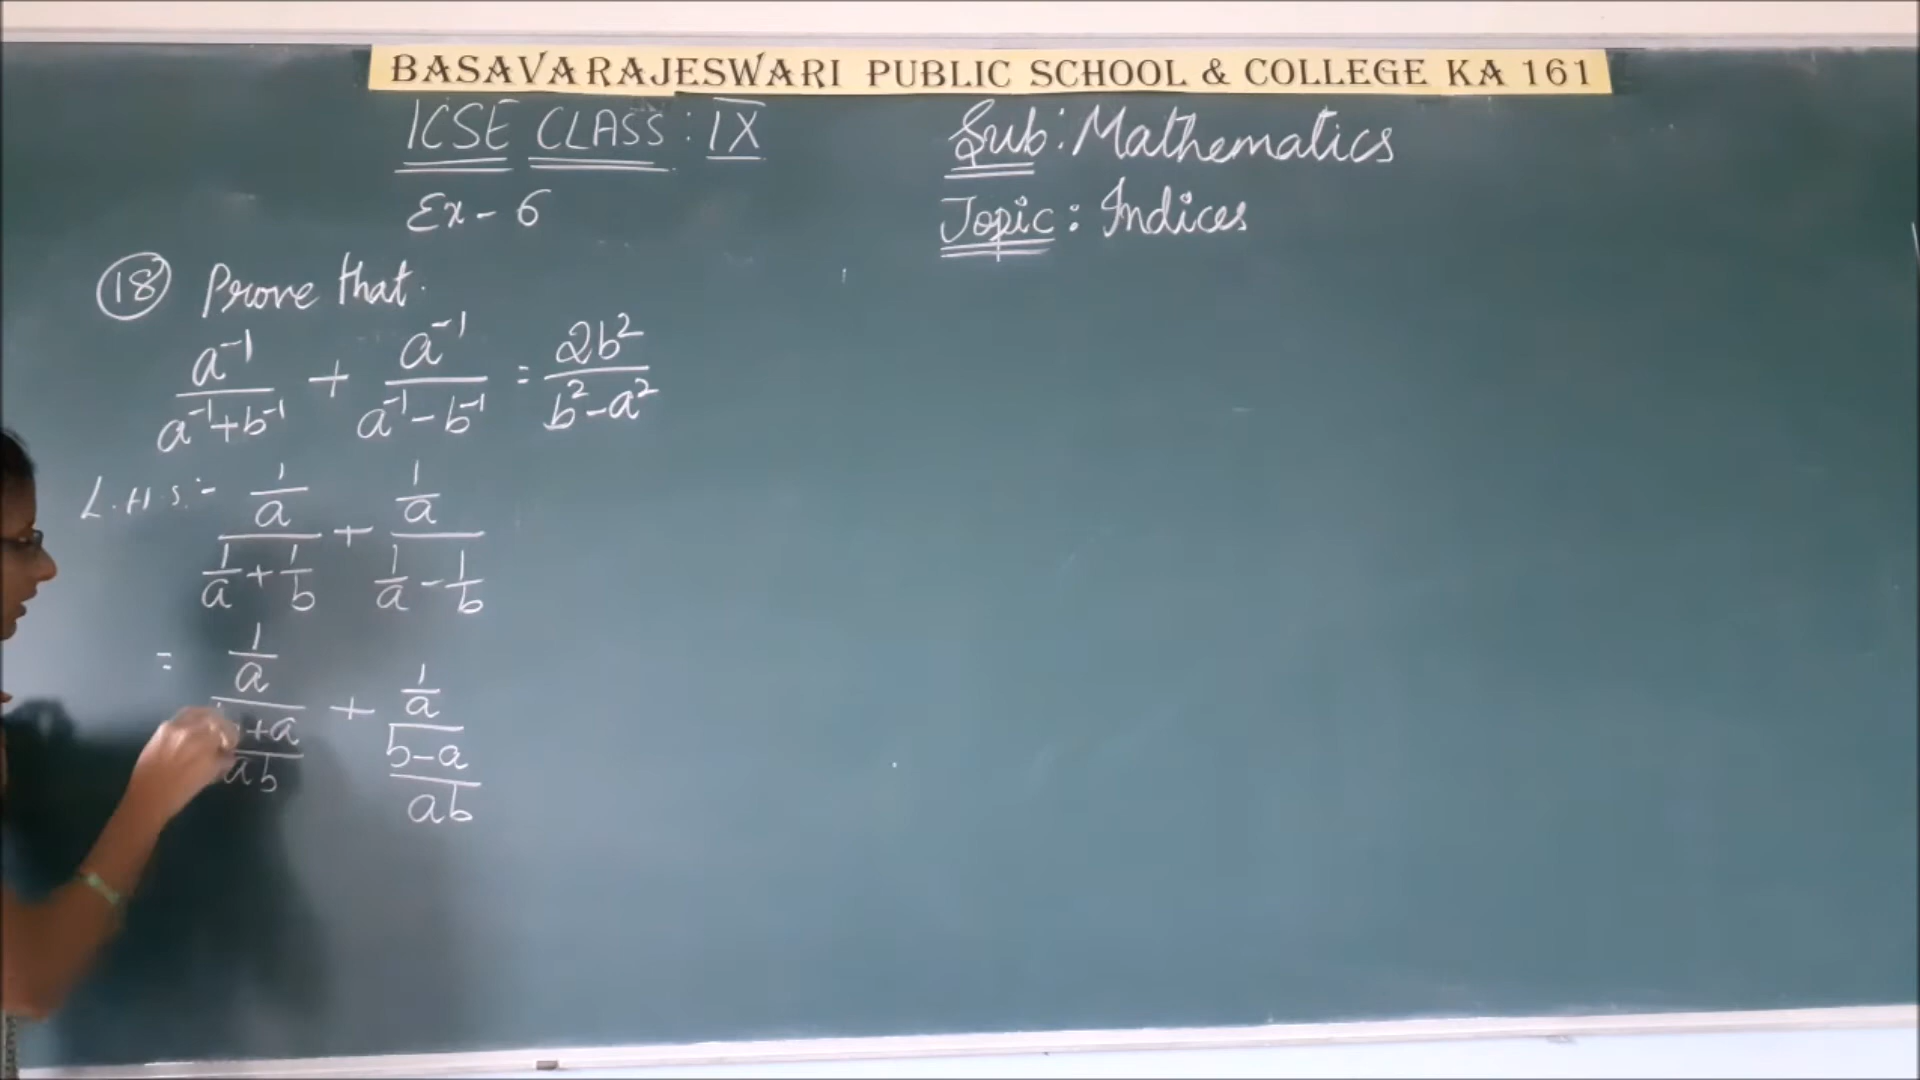 BASAVARAJESWARI PUBLIC SCHOOL & COLLEGE KA 161
ICSE CLASS: IX
Sub: Mathematics
Ex - 6
Topic: Indices
(18) Prove that.
a⁻¹/(a⁻¹+b⁻¹) + a⁻¹/(a⁻¹-b⁻¹) = 2b²/(b²-a²)
L.H.S:- (1/a)/(1/a + 1/b) + (1/a)/(1/a - 1/b)
= (1/a)/((+a)/ab) + (1/a)/((b-a)/ab)